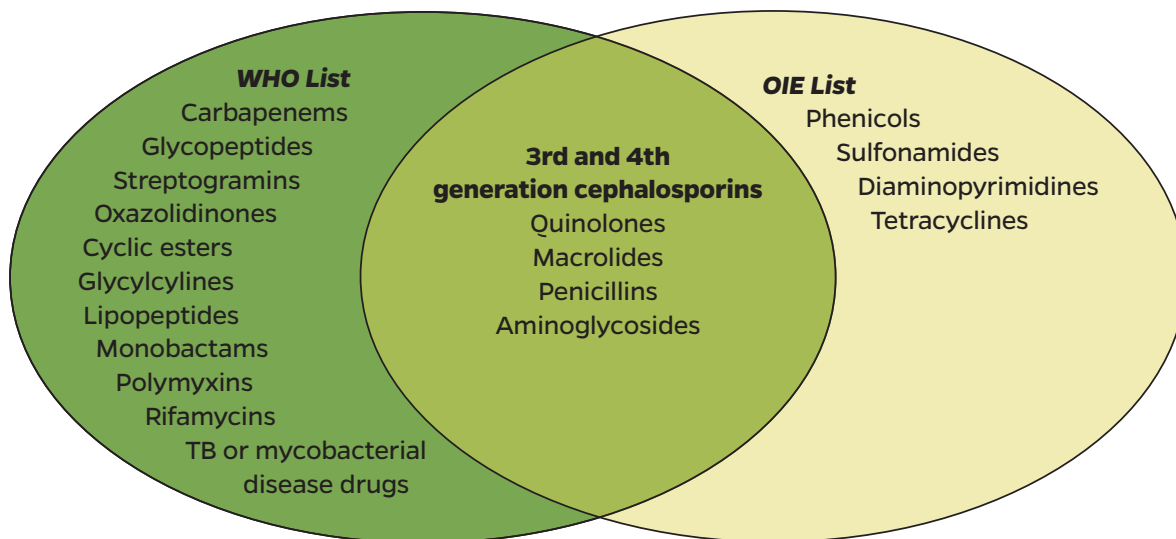 WHO List
Carbapenems
Glycopeptides
Streptogramins
Oxazolidinones
Cyclic esters
Glycylcylines
Lipopeptides
Monobactams
Polymyxins
Rifamycins
TB or mycobacterial
disease drugs
3rd and 4th
generation cephalosporins
Quinolones
Macrolides
Penicillins
Aminoglycosides
OIE List
Phenicols
Sulfonamides
Diaminopyrimidines
Tetracyclines